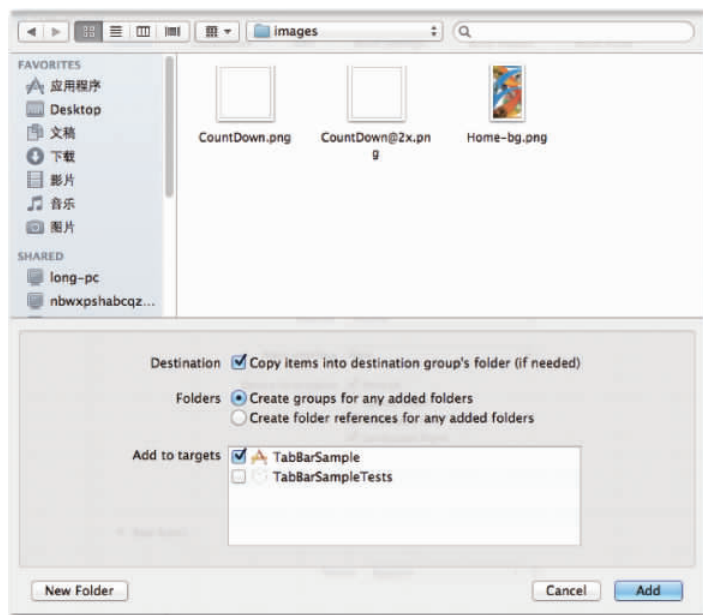 images
FAVORITES
应用程序
Desktop
文稿
下载
影片
音乐
图片
SHARED
long-pc
nbwxpshabcqz...
CountDown.png
CountDown@2x.pn
g
Home-bg.png
Destination Copy items into destination group's folder (if needed)
Folders Create groups for any added folders
Create folder references for any added folders
Add to targets TabBarSample
TabBarSampleTests
New Folder Cancel Add